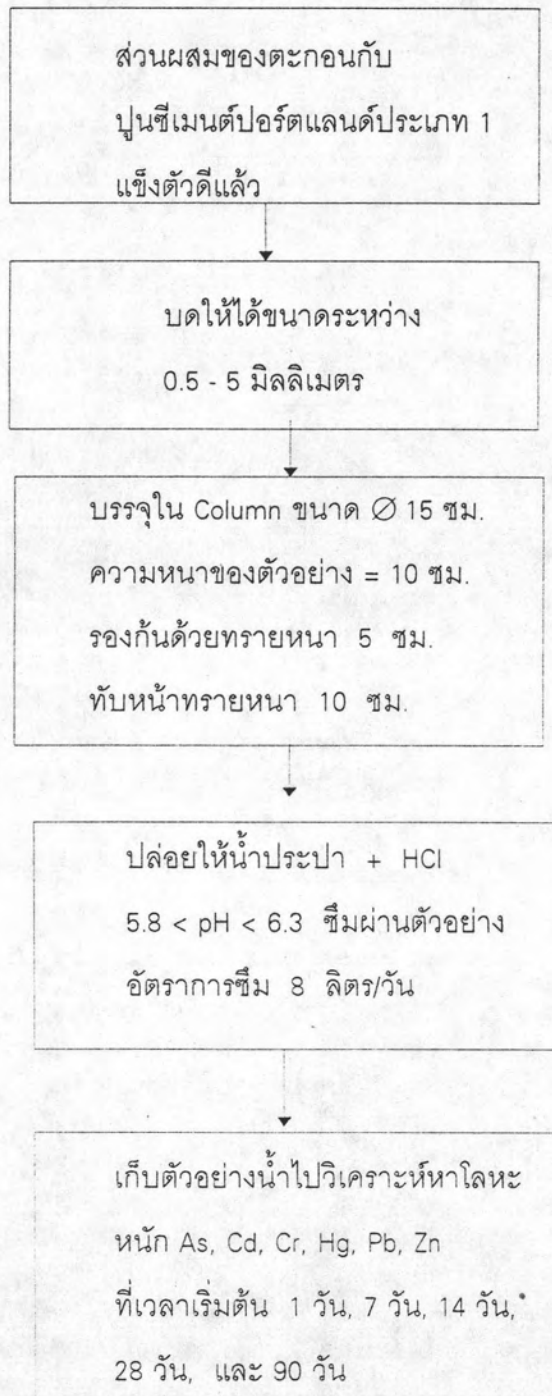 ส่วนผสมของตะกอนกับ
ปูนซีเมนต์ปอร์ตแลนด์ประเภท 1
แข็งตัวดีแล้ว
บดให้ได้ขนาดระหว่าง
0.5 - 5 มิลลิเมตร
บรรจุใน Column ขนาด ∅ 15 ซม.
ความหนาของตัวอย่าง = 10 ซม.
รองก้นด้วยทรายหนา 5 ซม.
ทับหน้าทรายหนา 10 ซม.
ปล่อยให้น้ำประปา + HCl
5.8 < pH < 6.3 ซึมผ่านตัวอย่าง
อัตราการซึม 8 ลิตร/วัน
เก็บตัวอย่างน้ำไปวิเคราะห์หาโลหะ
หนัก As, Cd, Cr, Hg, Pb, Zn
ที่เวลาเริ่มต้น 1 วัน, 7 วัน, 14 วัน,
28 วัน, และ 90 วัน